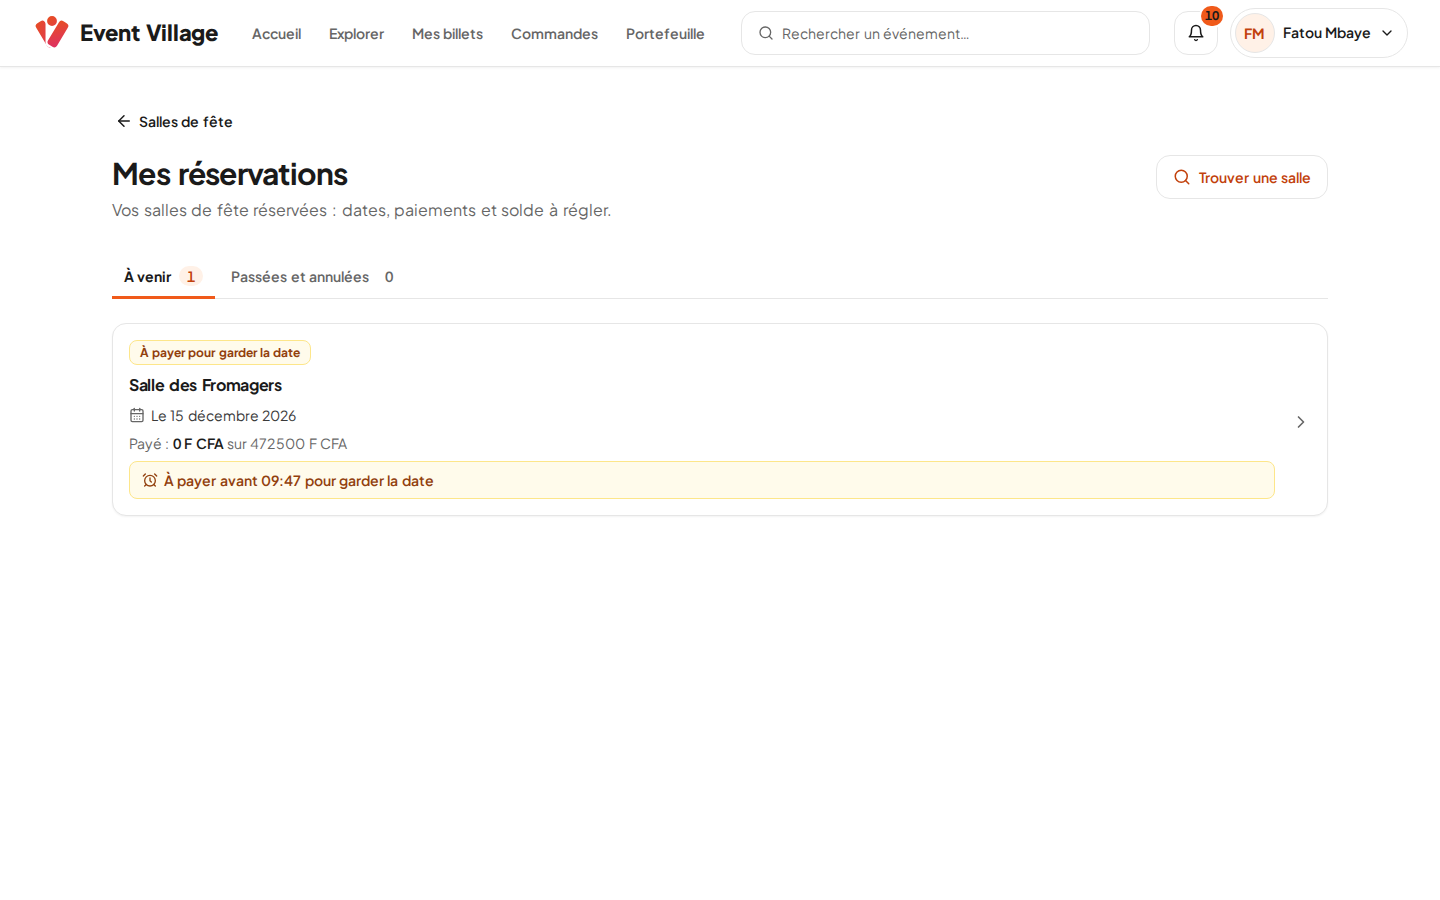 Event Village
Accueil
Explorer
Mes billets
Commandes
Portefeuille
Rechercher un événement...
10
FM
Fatou Mbaye
Salles de fête
Mes réservations
Trouver une salle
Vos salles de fête réservées : dates, paiements et solde à régler.
À venir 1
Passées et annulées 0
À payer pour garder la date
Salle des Fromagers
Le 15 décembre 2026
Payé : 0 F CFA sur 472500 F CFA
À payer avant 09:47 pour garder la date